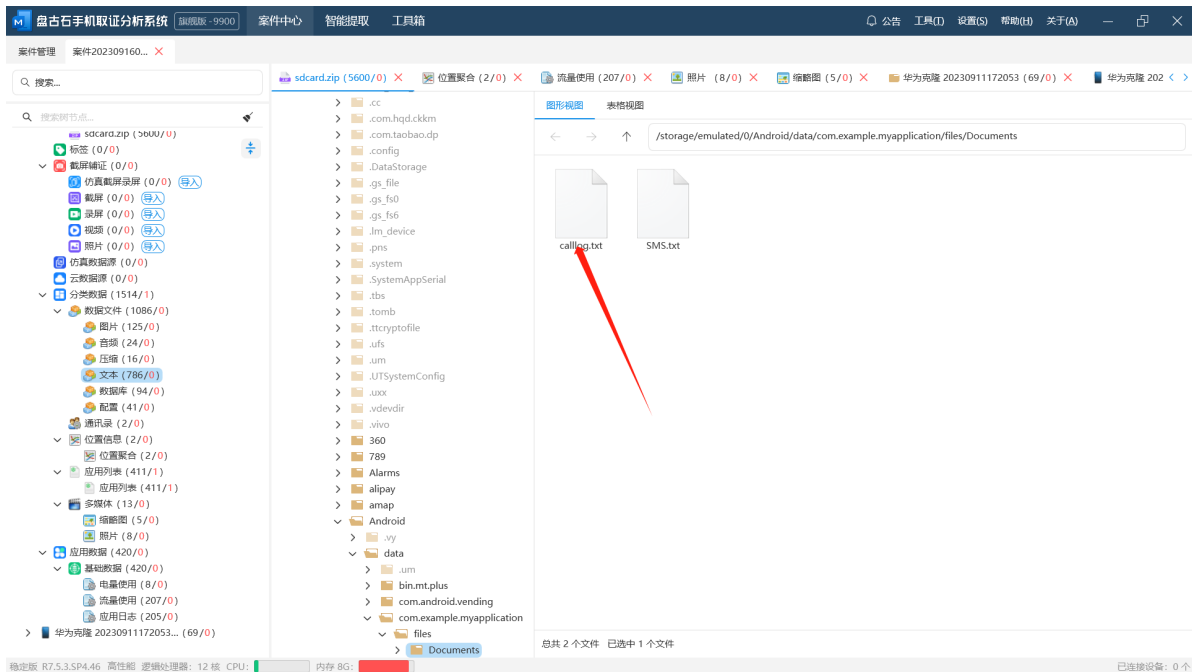 盘古石手机取证分析系统 旗舰版 - 9900 案件中心 智能提取 工具箱 公告 工具(T) 设置(S) 帮助(H) 关于(A)
案件管理 案件202309160...
搜索...
sdcard.zip (5600/0) 位置聚合 (2/0) 流量使用 (207/0) 照片 (8/0) 缩略图 (5/0) 华为克隆 20230911172053 (69/0) 华为克隆 202
搜索树节点...
sdcard.zip (5600/0)
标签 (0/0)
截屏辅证 (0/0)
仿真截屏录屏 (0/0) 导入
截屏 (0/0) 导入
录屏 (0/0) 导入
视频 (0/0) 导入
照片 (0/0) 导入
仿真数据源 (0/0)
云数据源 (0/0)
分类数据 (1514/1)
数据文件 (1086/0)
图片 (125/0)
音频 (24/0)
压缩 (16/0)
文本 (786/0)
数据库 (94/0)
配置 (41/0)
通讯录 (2/0)
位置信息 (2/0)
位置聚合 (2/0)
应用列表 (411/1)
应用列表 (411/1)
多媒体 (13/0)
缩略图 (5/0)
照片 (8/0)
应用数据 (420/0)
基础数据 (420/0)
电量使用 (8/0)
流量使用 (207/0)
应用日志 (205/0)
华为克隆 20230911172053... (69/0)
.cc
.com.hqd.ckkm
.com.taobao.dp
.config
.DataStorage
.gs_file
.gs_fs0
.gs_fs6
.lm_device
.pns
.system
.SystemAppSerial
.tbs
.tomb
.ttcryptofile
.ufs
.um
.UTSystemConfig
.uxx
.vdevdir
.vivo
360
789
Alarms
alipay
amap
Android
.vy
data
.um
bin.mt.plus
com.android.vending
com.example.myapplication
files
Documents
图形视图 表格视图
/storage/emulated/0/Android/data/com.example.myapplication/files/Documents
calllog.txt SMS.txt
总共 2 个文件 已选中 1 个文件
稳定版 R7.5.3.SP4.46 高性能 逻辑处理器: 12 核 CPU: 内存 8G: 已连接设备: 0 个